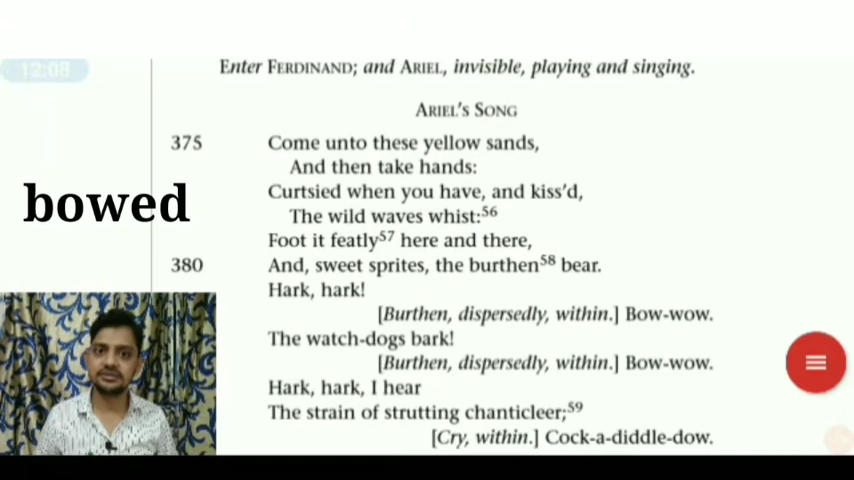 12:08
Enter FERDINAND; and ARIEL, invisible, playing and singing.
ARIEL'S SONG
375 Come unto these yellow sands,
And then take hands:
Curtsied when you have, and kiss'd,
bowed
The wild waves whist:56
Foot it featly57 here and there,
380 And, sweet sprites, the burthen58 bear.
Hark, hark!
[Burthen, dispersedly, within.] Bow-wow.
The watch-dogs bark!
[Burthen, dispersedly, within.] Bow-wow.
Hark, hark, I hear
The strain of strutting chanticleer;59
[Cry, within.] Cock-a-diddle-dow.